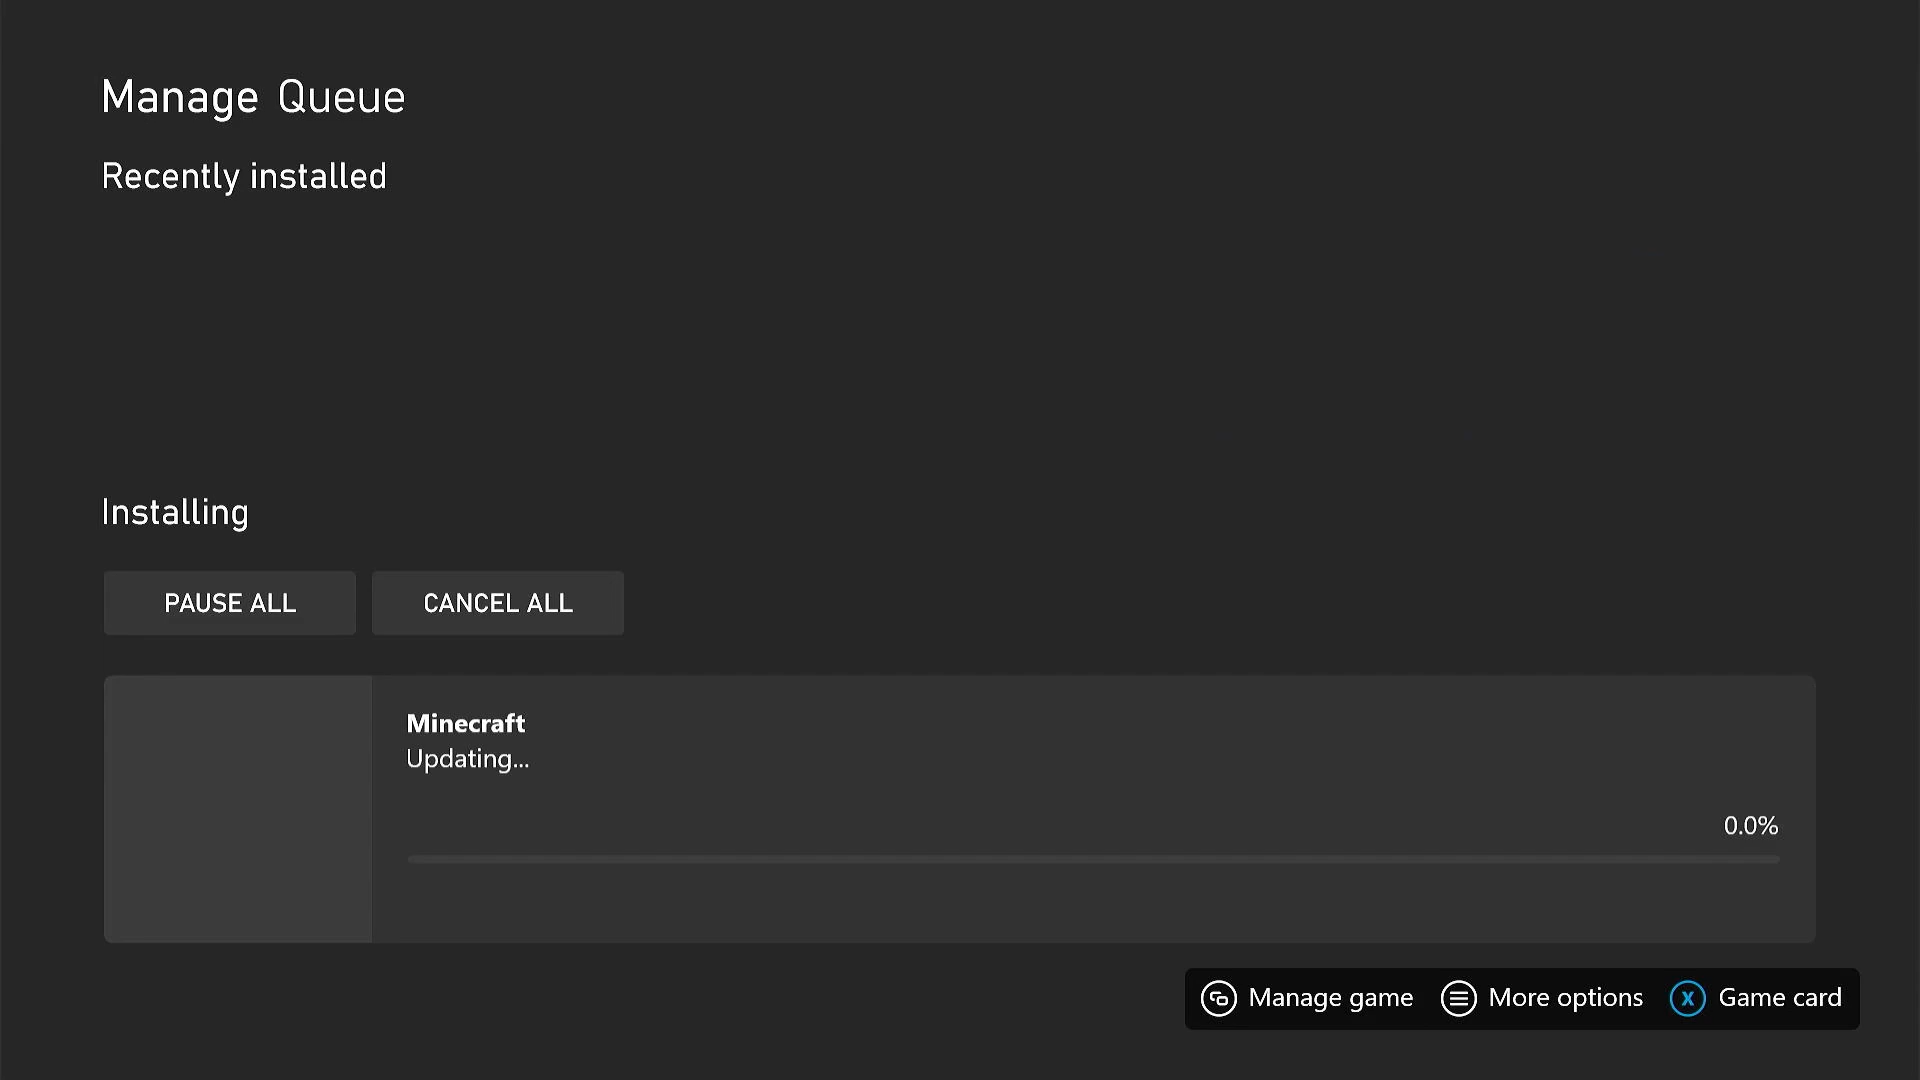 Manage Queue
Recently installed
Installing
PAUSE ALL
CANCEL ALL
Minecraft
Updating...
0.0%
Manage game
More options
X Game card